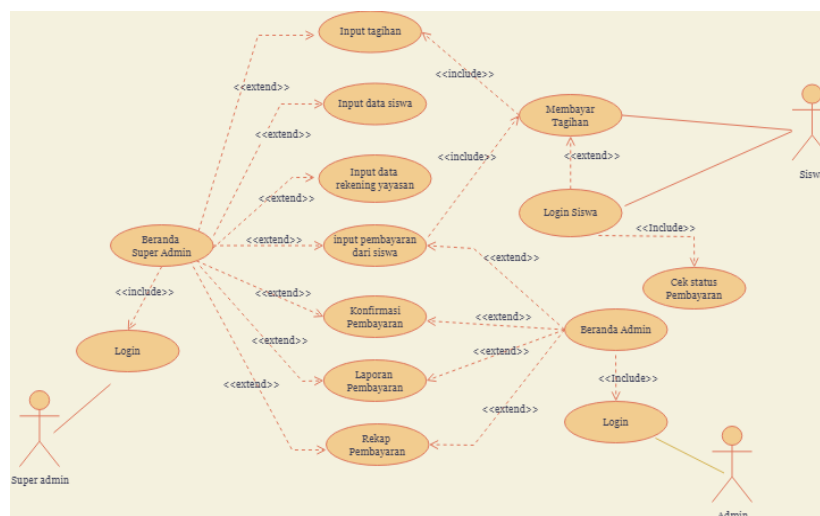 Input tagihan
<<extend>>
<<include>>
Input data siswa
<<extend>>
Membayar
Tagihan
<<include>>
<<extend>>
Siswa
Input data
rekening yayasan
<<extend>>
Login Siswa
<<Include>>
Beranda
Super Admin
<<extend>>
input pembayaran
dari siswa
<<extend>>
Cek status
Pembayaran
<<include>>
<<extend>>
Konfirmasi
Pembayaran
<<extend>>
Beranda Admin
Login
<<extend>>
Laporan
Pembayaran
<<extend>>
<<Include>>
<<extend>>
<<extend>>
Login
Rekap
Pembayaran
Super admin
Admin